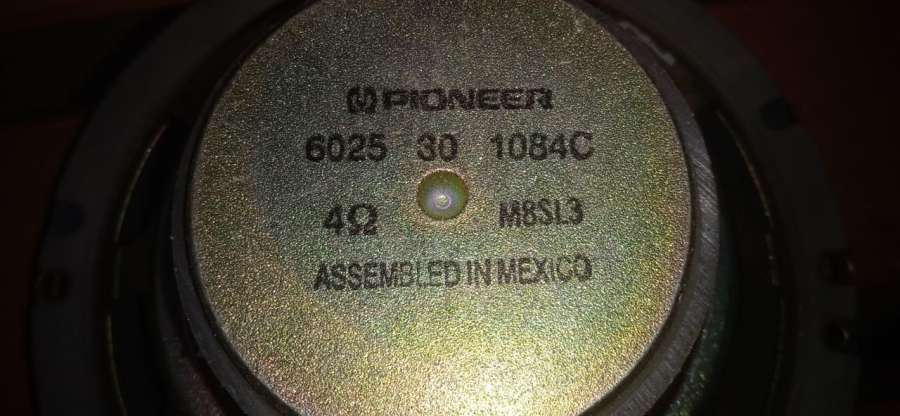 PIONEER
6025 30 1084C
4Ω M8SL3
ASSEMBLED IN MEXICO